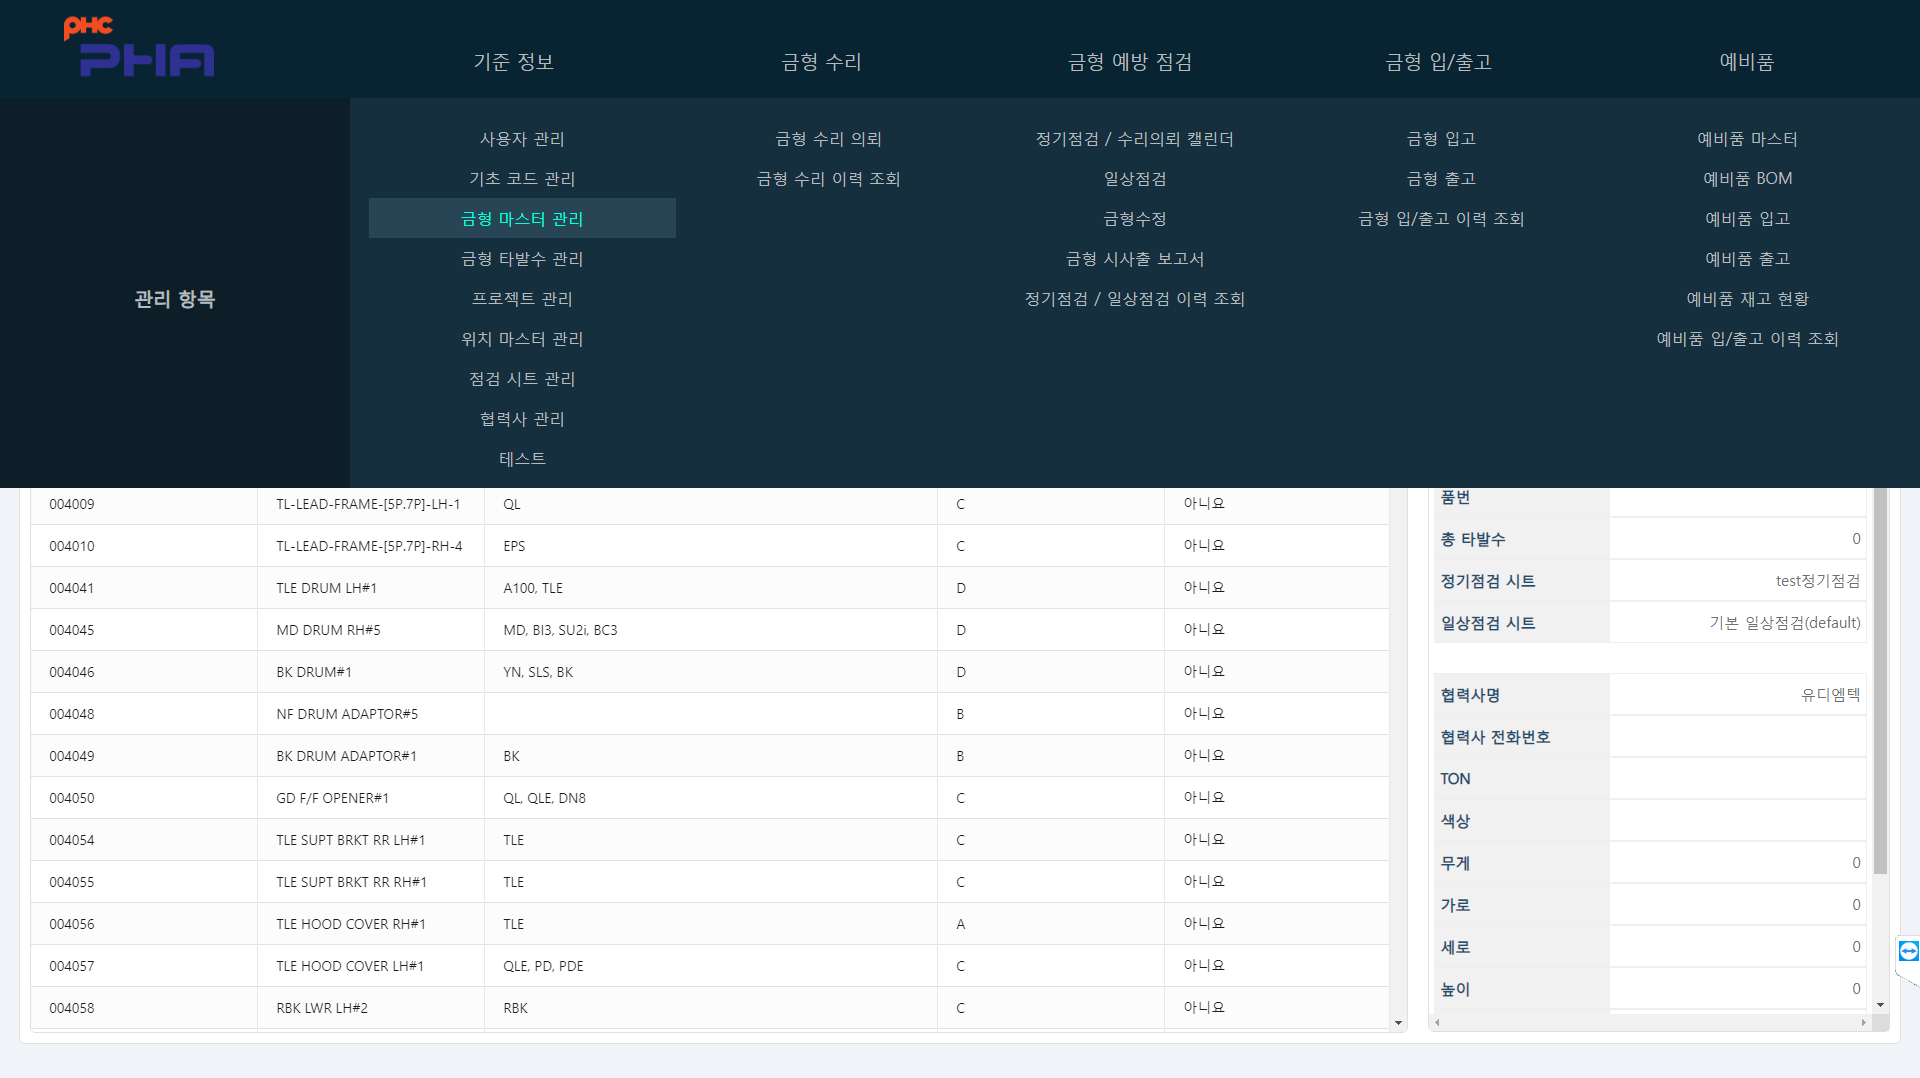 PHC
PHA
기준 정보
금형 수리
금형 예방 점검
금형 입/출고
예비품
관리 항목
사용자 관리
기초 코드 관리
금형 마스터 관리
금형 타발수 관리
프로젝트 관리
위치 마스터 관리
점검 시트 관리
협력사 관리
테스트
금형 수리 의뢰
금형 수리 이력 조회
정기점검 / 수리의뢰 캘린더
일상점검
금형수정
금형 시사출 보고서
정기점검 / 일상점검 이력 조회
금형 입고
금형 출고
금형 입/출고 이력 조회
예비품 마스터
예비품 BOM
예비품 입고
예비품 출고
예비품 재고 현황
예비품 입/출고 이력 조회
004009 TL-LEAD-FRAME-[5P.7P]-LH-1 QL C 아니요
004010 TL-LEAD-FRAME-[5P.7P]-RH-4 EPS C 아니요
004041 TLE DRUM LH#1 A100, TLE D 아니요
004045 MD DRUM RH#5 MD, BI3, SU2i, BC3 D 아니요
004046 BK DRUM#1 YN, SLS, BK D 아니요
004048 NF DRUM ADAPTOR#5 B 아니요
004049 BK DRUM ADAPTOR#1 BK B 아니요
004050 GD F/F OPENER#1 QL, QLE, DN8 C 아니요
004054 TLE SUPT BRKT RR LH#1 TLE C 아니요
004055 TLE SUPT BRKT RR RH#1 TLE C 아니요
004056 TLE HOOD COVER RH#1 TLE A 아니요
004057 TLE HOOD COVER LH#1 QLE, PD, PDE C 아니요
004058 RBK LWR LH#2 RBK C 아니요
품번
총 타발수 0
정기점검 시트 test정기점검
일상점검 시트 기본 일상점검(default)
협력사명 유디엠텍
협력사 전화번호
TON
색상
무게 0
가로 0
세로 0
높이 0